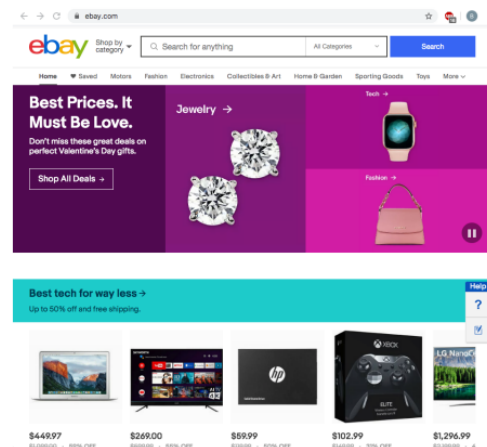 ebay.com
ebay
Shop by
category
Search for anything
All Categories
Search
Home Saved Motors Fashion Electronics Collectibles & Art Home & Garden Sporting Goods Toys More
Best Prices. It
Must Be Love.
Don't miss these great deals on
perfect Valentine's Day gifts.
Shop All Deals →
Jewelry →
Tech →
Fashion →
Best tech for way less →
Up to 50% off and free shipping.
Help
?
hp
XBOX
ELITE
LG
$449.97 $269.00 $59.99 $102.99 $1,296.99